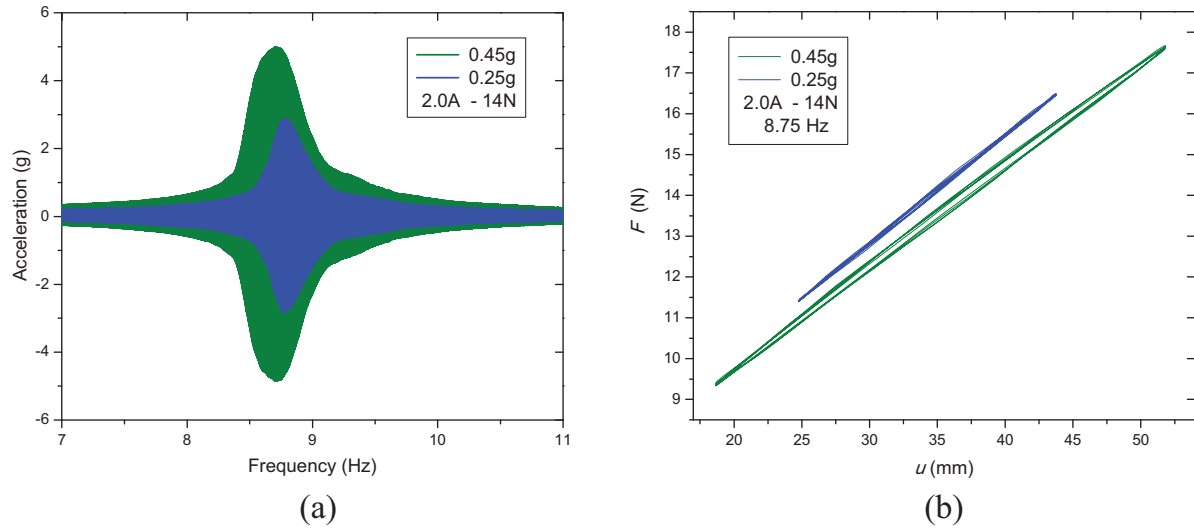 6
4
2
0
-2
-4
-6
7
8
9
10
11
Acceleration (g)
Frequency (Hz)
0.45g
0.25g
2.0A - 14N
(a)
18
17
16
15
14
13
12
11
10
9
20
25
30
35
40
45
50
F (N)
u (mm)
0.45g
0.25g
2.0A - 14N
8.75 Hz
(b)